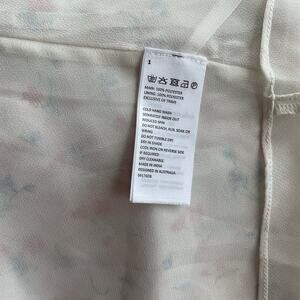 1
MAIN: 100% POLYESTER
LINING: 100% POLYESTER
EXCLUSIVE OF TRIMS
COLD HAND WASH
SEPARATELY INSIDE OUT
REDUCED SPIN
DO NOT BLEACH, RUB, SOAK OR
WRING
DO NOT TUMBLE DRY
DRY IN SHADE
COOL IRON ON REVERSE SIDE
IF REQUIRED
DRY CLEANABLE
MADE IN INDIA
DESIGNED IN AUSTRALIA